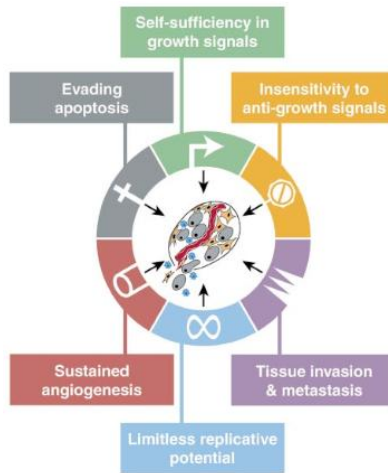 Self-sufficiency in
growth signals
Evading
apoptosis
Insensitivity to
anti-growth signals
Sustained
angiogenesis
Tissue invasion
& metastasis
Limitless replicative
potential